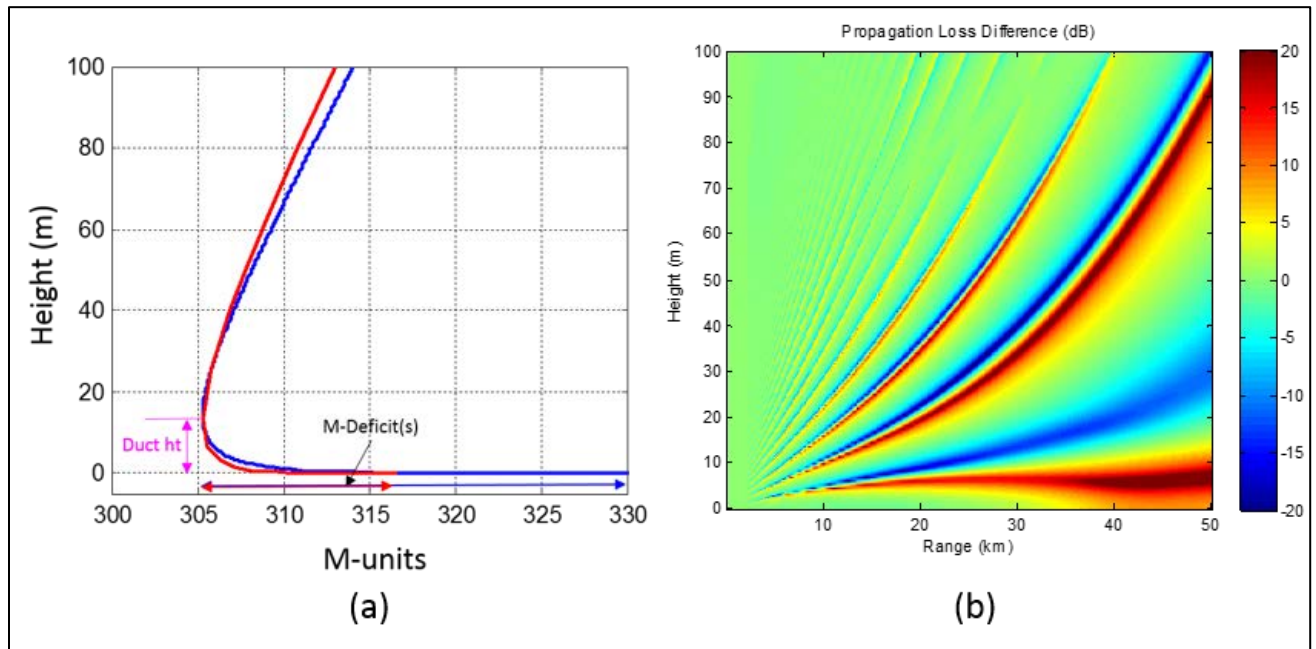 100
80
60
40
20
0
Height (m)
Duct ht
M-Deficit(s)
300 305 310 315 320 325 330
M-units
(a)
Propagation Loss Difference (dB)
100
90
80
70
60
50
40
30
20
10
0
Height (m)
10 20 30 40 50
Range (km)
20
15
10
5
0
-5
-10
-15
-20
(b)